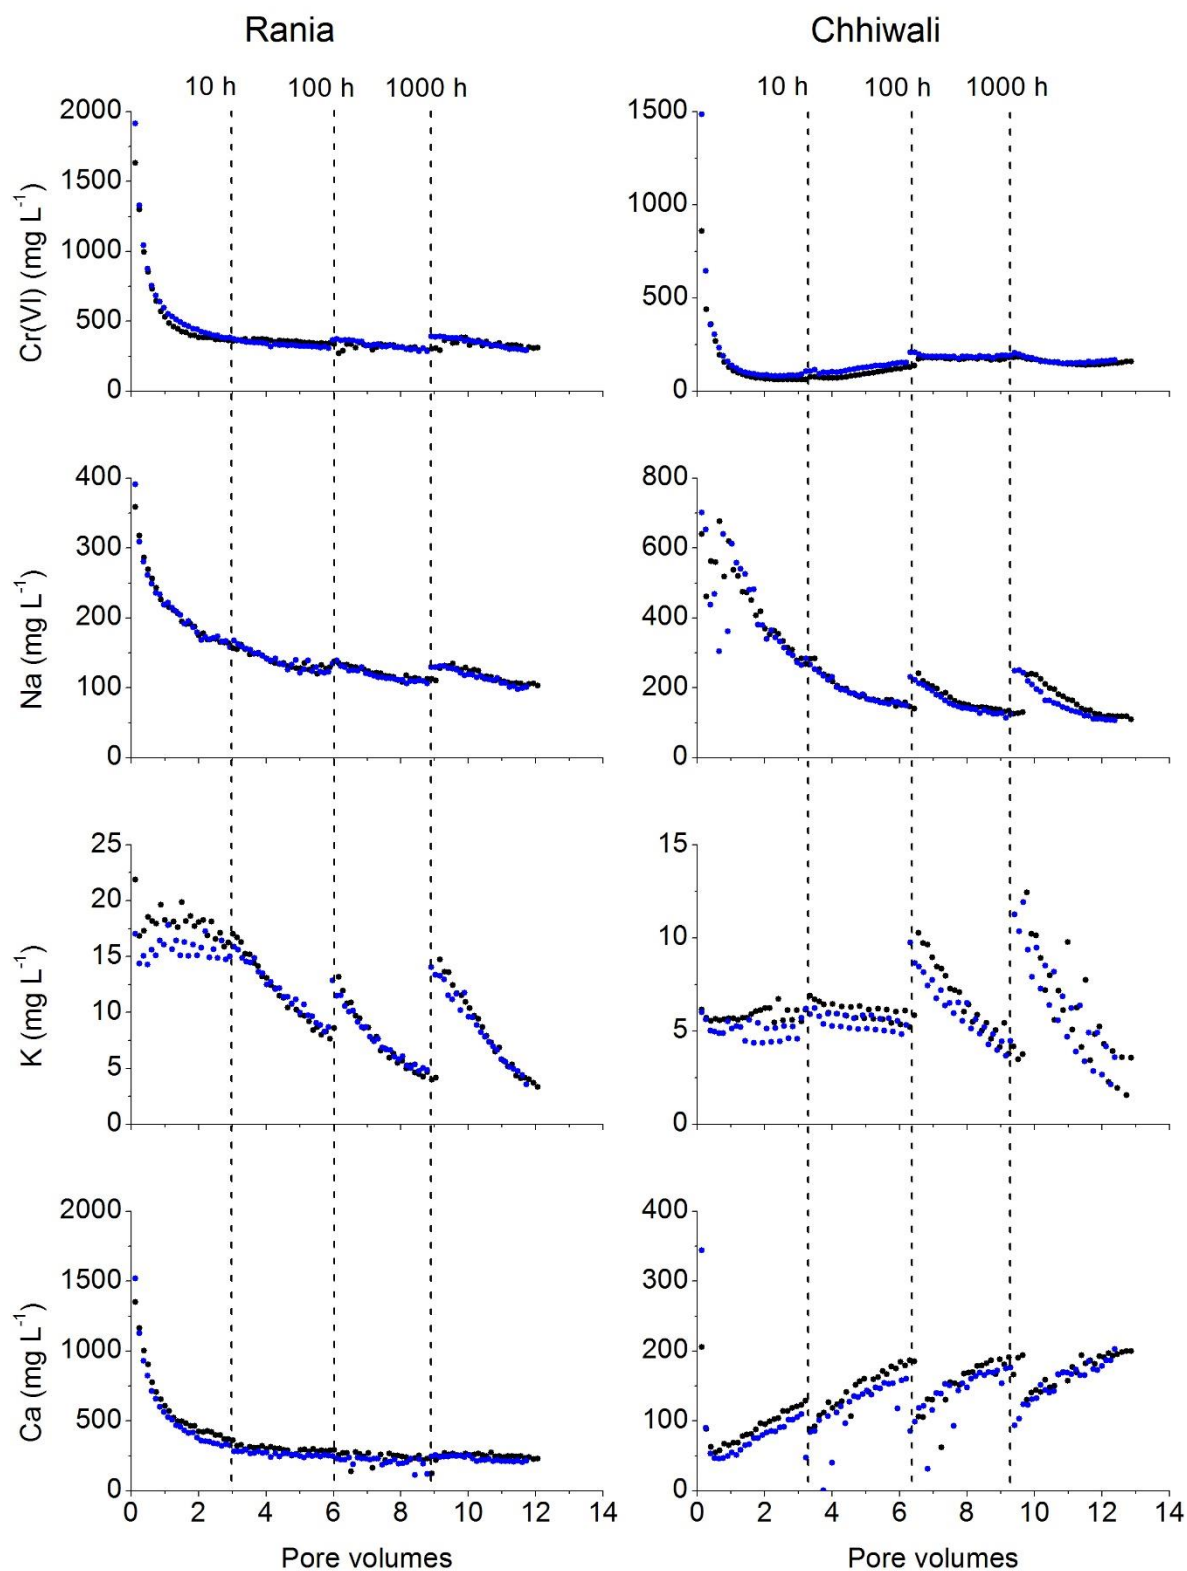 Rania Chhiwali
10 h 100 h 1000 h 10 h 100 h 1000 h
Cr(VI) (mg L⁻¹)
2000 1500 1000 500 0
1500 1000 500 0
Na (mg L⁻¹)
400 300 200 100 0
800 600 400 200 0
K (mg L⁻¹)
25 20 15 10 5 0
15 10 5 0
Ca (mg L⁻¹)
2000 1500 1000 500 0
400 300 200 100 0
0 2 4 6 8 10 12 14
0 2 4 6 8 10 12 14
Pore volumes Pore volumes